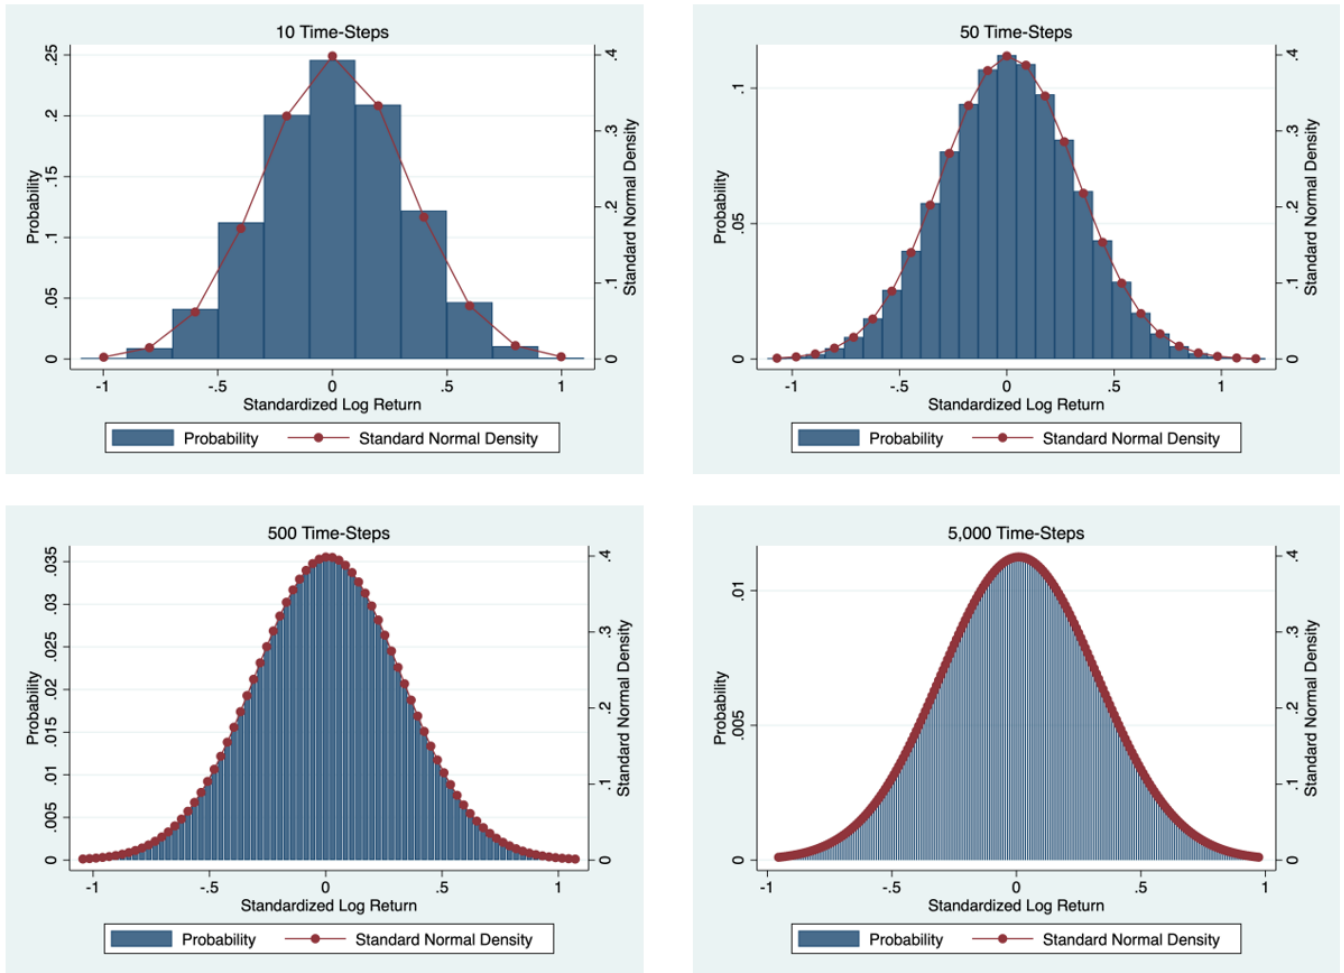 10 Time-Steps
Probability
.25
.2
.15
.1
.05
0
.4
.3
.2
.1
0
Standard Normal Density
-1 -.5 0 .5 1
Standardized Log Return
Probability Standard Normal Density
50 Time-Steps
Probability
.1
.05
0
.4
.3
.2
.1
0
Standard Normal Density
-1 -.5 0 .5 1
Standardized Log Return
Probability Standard Normal Density
500 Time-Steps
Probability
.035
.03
.025
.02
.015
.01
.005
0
.4
.3
.2
.1
0
Standard Normal Density
-1 -.5 0 .5 1
Standardized Log Return
Probability Standard Normal Density
5,000 Time-Steps
Probability
.01
.005
0
.4
.3
.2
.1
0
Standard Normal Density
-1 -.5 0 .5 1
Standardized Log Return
Probability Standard Normal Density